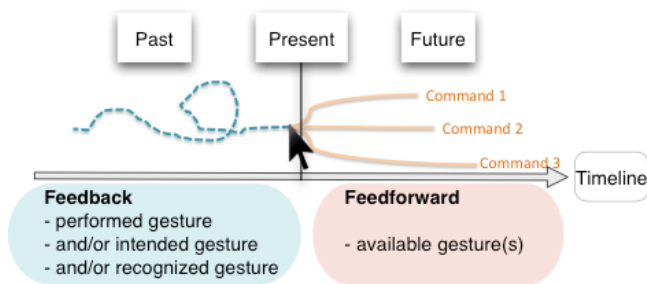 Past
Present
Future
Command 1
Command 2
Command 3
Timeline
Feedback
- performed gesture
- and/or intended gesture
- and/or recognized gesture
Feedforward
- available gesture(s)